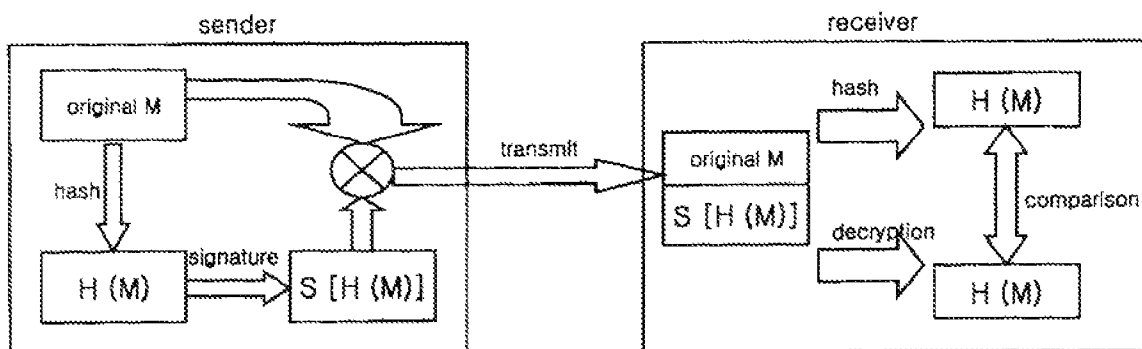 sender
original M
hash
H (M)
signature
S [H (M)]
transmit
receiver
original M
S [H (M)]
hash
H (M)
comparison
decryption
H (M)